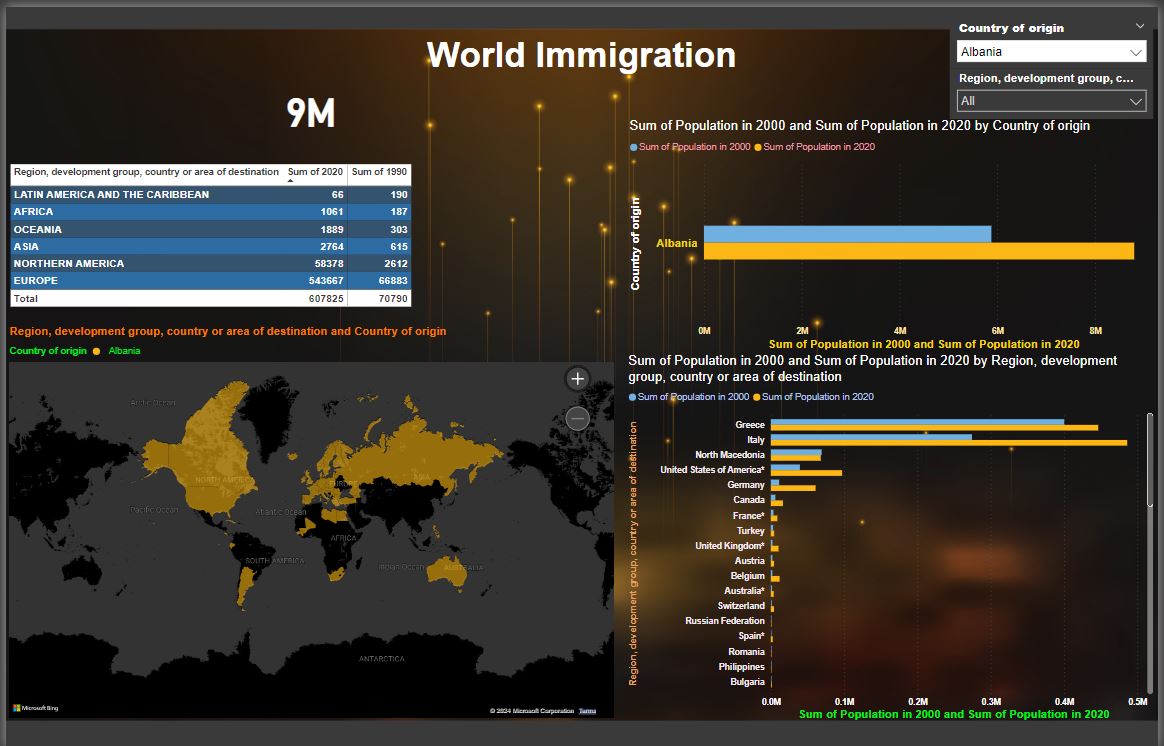 World Immigration
Country of origin
Albania
Region, development group, c...
All
9M
Region, development group, country or area of destination Sum of 2020 Sum of 1990
LATIN AMERICA AND THE CARIBBEAN 66 190
AFRICA 1061 187
OCEANIA 1889 303
ASIA 2764 615
NORTHERN AMERICA 58378 2612
EUROPE 543667 66883
Total 607825 70790
Sum of Population in 2000 and Sum of Population in 2020 by Country of origin
Sum of Population in 2000 Sum of Population in 2020
Country of origin
Albania
0M 2M 4M 6M 8M
Sum of Population in 2000 and Sum of Population in 2020
Region, development group, country or area of destination and Country of origin
Country of origin Albania
Arctic Ocean
NORTH AMERICA
EUROPE
ASIA
Pacific Ocean
Atlantic Ocean
AFRICA
SOUTH AMERICA
Indian Ocean
AUSTRALIA
ANTARCTICA
Microsoft Bing
© 2024 Microsoft Corporation Terms
Sum of Population in 2000 and Sum of Population in 2020 by Region, development
group, country or area of destination
Sum of Population in 2000 Sum of Population in 2020
Region, development group, country or area of destination
Greece
Italy
North Macedonia
United States of America*
Germany
Canada
France*
Turkey
United Kingdom*
Austria
Belgium
Australia*
Switzerland
Russian Federation
Spain*
Romania
Philippines
Bulgaria
0.0M 0.1M 0.2M 0.3M 0.4M 0.5M
Sum of Population in 2000 and Sum of Population in 2020